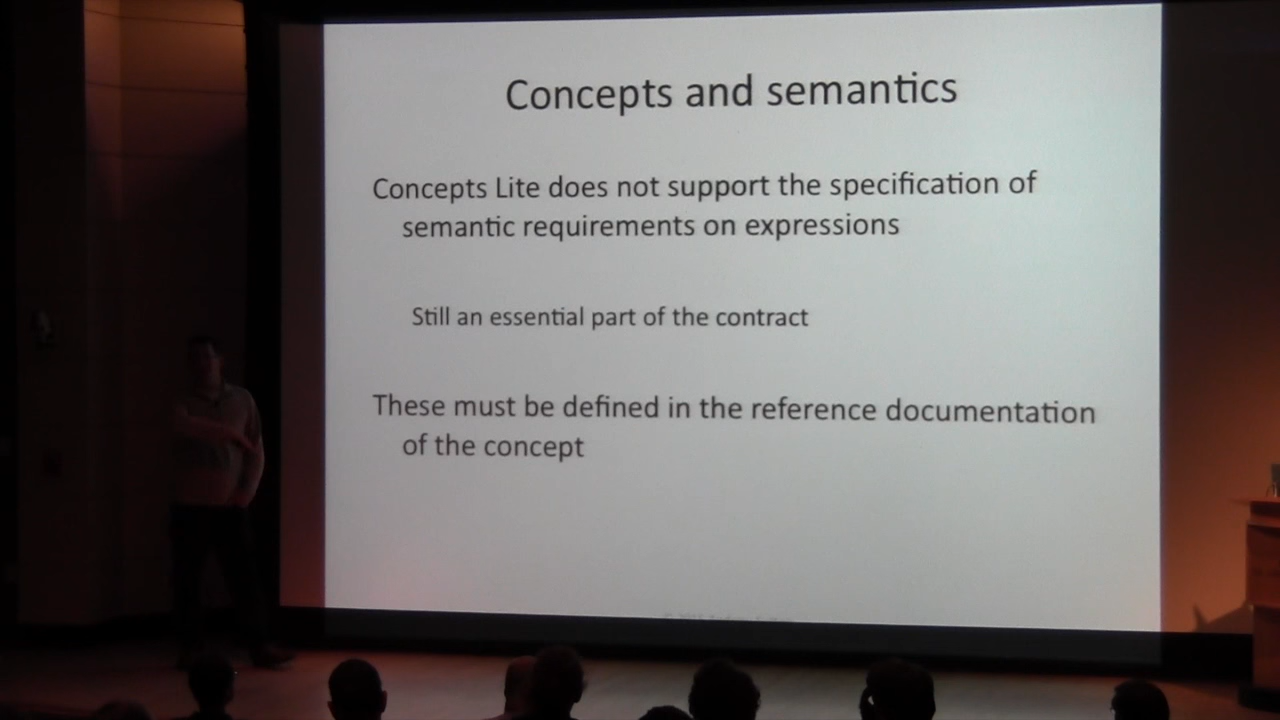 Concepts and semantics
Concepts Lite does not support the specification of
semantic requirements on expressions
Still an essential part of the contract
These must be defined in the reference documentation
of the concept